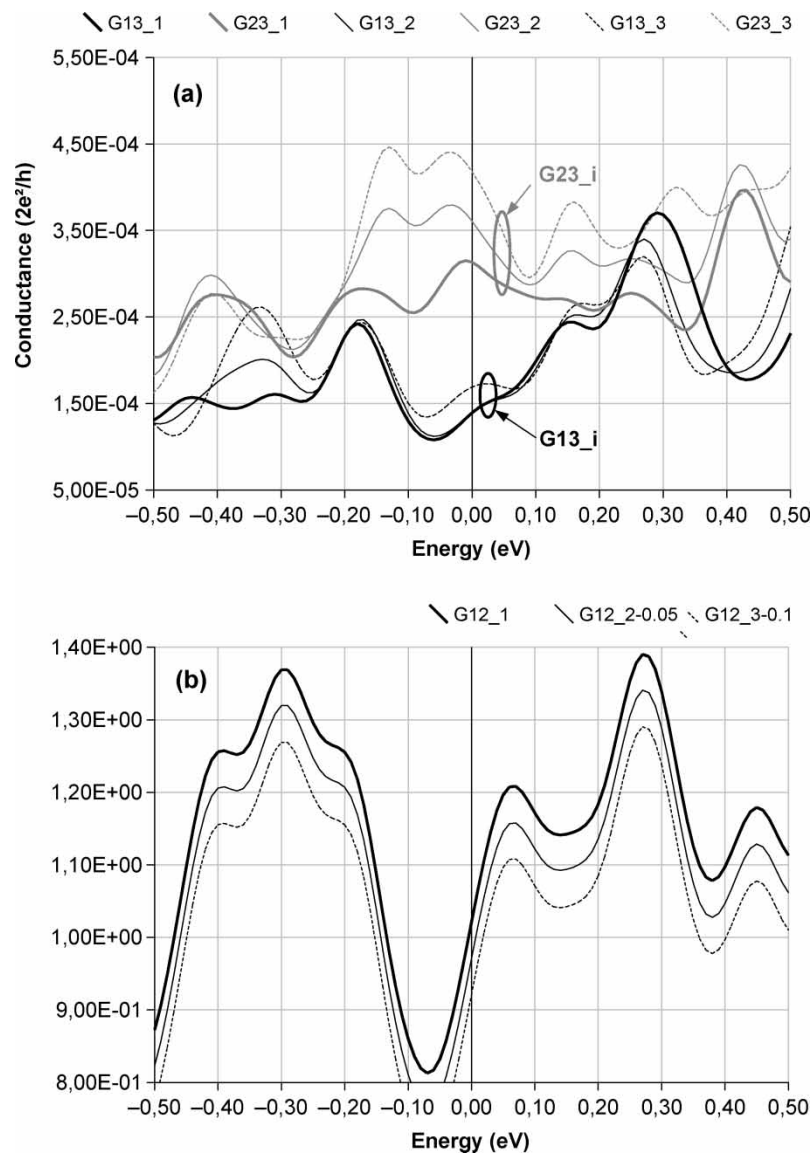 G13_1 G23_1 G13_2 G23_2 G13_3 G23_3
5,50E-04
(a)
4,50E-04
G23_i
3,50E-04
Conductance (2e²/h)
2,50E-04
1,50E-04
G13_i
5,00E-05
–0,50 –0,40 –0,30 –0,20 –0,10 0,00 0,10 0,20 0,30 0,40 0,50
Energy (eV)
G12_1 G12_2-0.05 G12_3-0.1
1,40E+00
(b)
1,30E+00
1,20E+00
1,10E+00
1,00E+00
9,00E-01
8,00E-01
–0,50 –0,40 –0,30 –0,20 –0,10 0,00 0,10 0,20 0,30 0,40 0,50
Energy (eV)